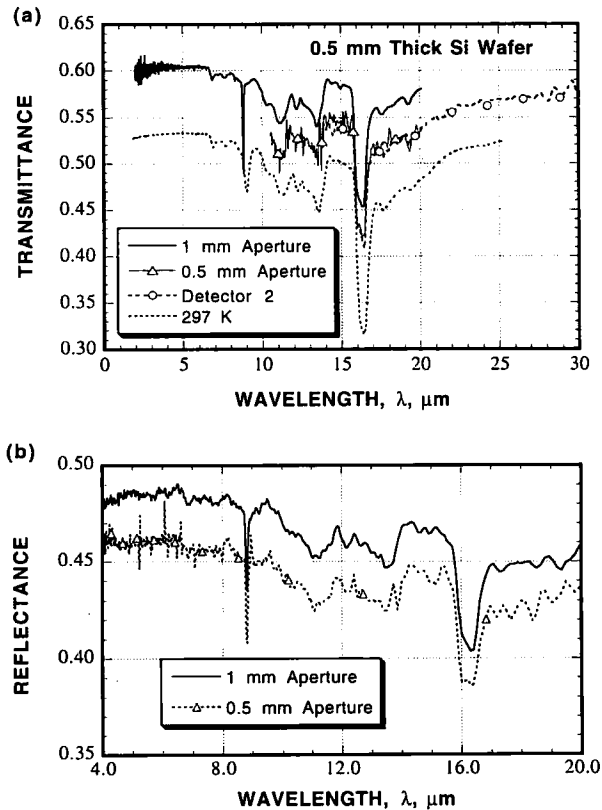 (a)
0.5 mm Thick Si Wafer
TRANSMITTANCE
0.60
0.55
0.50
0.45
0.40
0.35
0.30
1 mm Aperture
0.5 mm Aperture
Detector 2
297 K
0 5 10 15 20 25 30
WAVELENGTH, λ, μm
(b)
REFLECTANCE
0.50
0.45
0.40
0.35
1 mm Aperture
0.5 mm Aperture
4.0 8.0 12.0 16.0 20.0
WAVELENGTH, λ, μm